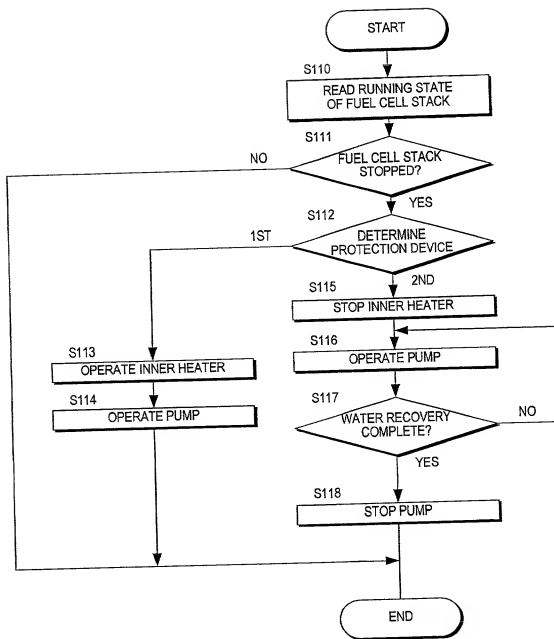 START
S110
READ RUNNING STATE
OF FUEL CELL STACK
S111
NO
FUEL CELL STACK
STOPPED?
YES
S112
1ST
DETERMINE
PROTECTION DEVICE
2ND
S115
STOP INNER HEATER
S113
OPERATE INNER HEATER
S116
OPERATE PUMP
S114
OPERATE PUMP
S117
WATER RECOVERY
COMPLETE?
NO
YES
S118
STOP PUMP
END